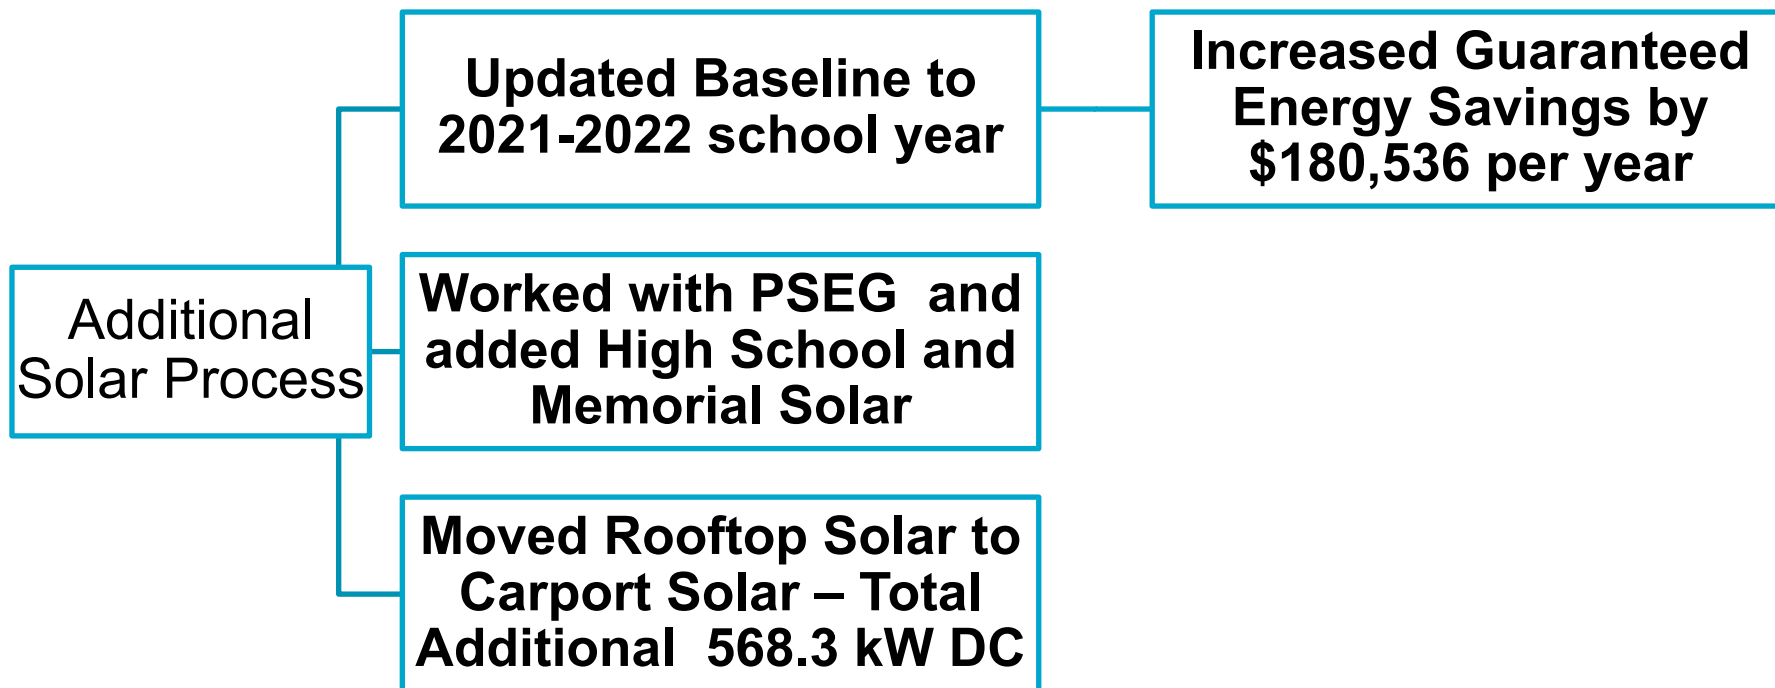 Additional
Solar Process
Updated Baseline to
2021-2022 school year
Increased Guaranteed
Energy Savings by
$180,536 per year
Worked with PSEG  and
added High School and
Memorial Solar
Moved Rooftop Solar to
Carport Solar – Total
Additional  568.3 kW DC